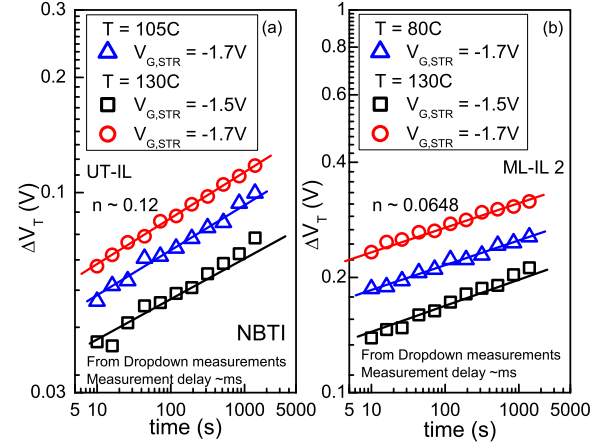 (a)
T = 105C
V_G,STR = -1.7V
T = 130C
V_G,STR = -1.5V
V_G,STR = -1.7V
UT-IL
n ~ 0.12
NBTI
From Dropdown measurements
Measurement delay ~ms
0.3
0.2
0.1
0.03
ΔV_T (V)
5 10 100 1000 5000
time (s)
(b)
T = 80C
V_G,STR = -1.7V
T = 130C
V_G,STR = -1.5V
V_G,STR = -1.7V
ML-IL 2
n ~ 0.0648
From Dropdown measurements
Measurement delay ~ms
1
0.8
0.6
0.4
0.2
0.1
ΔV_T (V)
5 10 100 1000 5000
time (s)